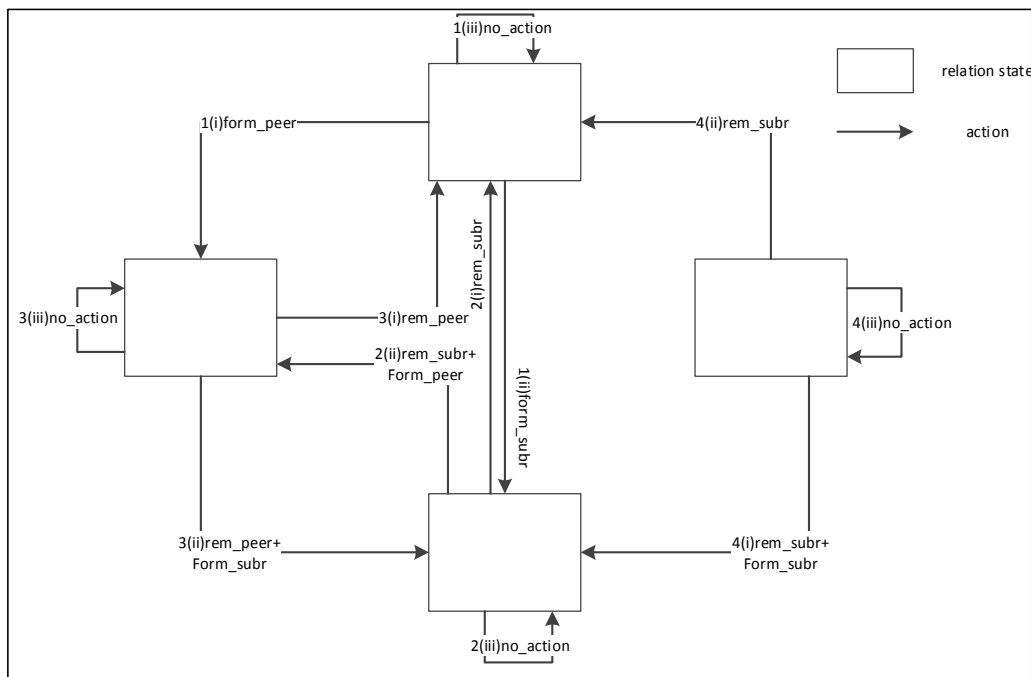 1(iii)no_action
relation state
1(i)form_peer
4(ii)rem_subr
action
2(i)rem_subr
3(iii)no_action
3(i)rem_peer
4(iii)no_action
2(ii)rem_subr+
Form_peer
1(ii)form_subr
3(ii)rem_peer+
Form_subr
4(i)rem_subr+
Form_subr
2(iii)no_action